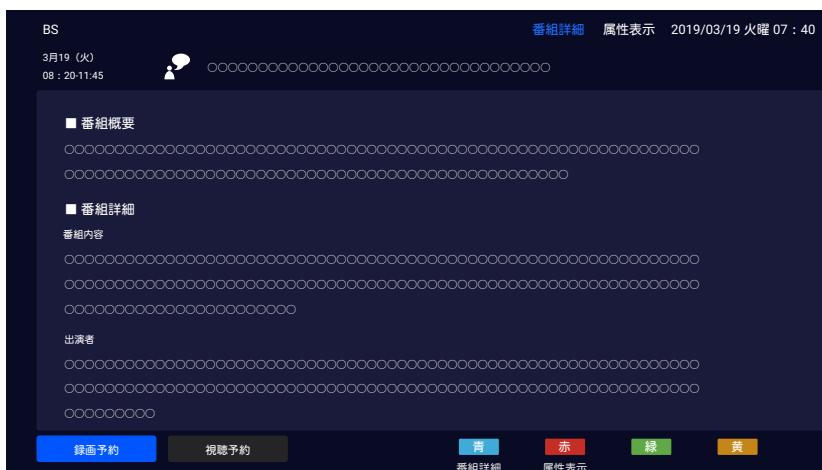 BS 番組詳細 属性表示 2019/03/19 火曜 07：40
3月19（火）
08：20-11:45
○○○○○○○○○○○○○○○○○○○○○○○○○○○○○○○○○○
■ 番組概要
○○○○○○○○○○○○○○○○○○○○○○○○○○○○○○○○○○○○○○○○○○○○○○○○○○○○○○○○○○○○○○○
○○○○○○○○○○○○○○○○○○○○○○○○○○○○○○○○○○○○○○○○○○○○○○○○○○
■ 番組詳細
番組内容
○○○○○○○○○○○○○○○○○○○○○○○○○○○○○○○○○○○○○○○○○○○○○○○○○○○○○○○○○○○○○○○
○○○○○○○○○○○○○○○○○○○○○○○○○○○○○○○○○○○○○○○○○○○○○○○○○○○○○○○○○○○○○○○
○○○○○○○○○○○○○○○○○○○○○○○
出演者
○○○○○○○○○○○○○○○○○○○○○○○○○○○○○○○○○○○○○○○○○○○○○○○○○○○○○○○○○○○○○○○
○○○○○○○○○○○○○○○○○○○○○○○○○○○○○○○○○○○○○○○○○○○○○○○○○○○○○○○○○○○○○○○
○○○○○○○○○
録画予約 視聴予約 青 赤 緑 黄
番組詳細 属性表示